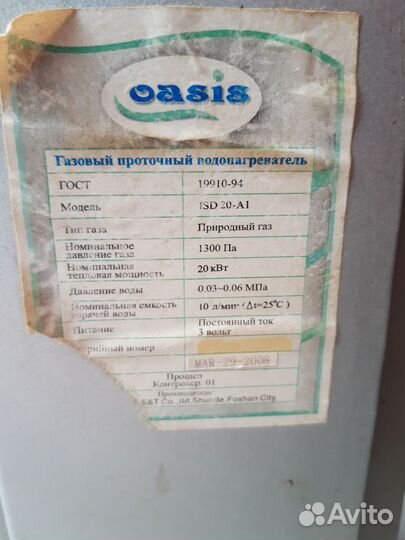 oasis
Газовый проточный водонагреватель
ГОСТ 19910-94
Модель JSD 20-A1
Тип газа Природный газ
Номинальное давление газа 1300 Па
Номинальная тепловая мощность 20 кВт
Давление воды 0.03~0.06 МПа
Номинальная емкость горячей воды 10 л/мин (Δt=25℃)
Питание Постоянный ток 3 вольт
номер
MAR-29-2008
Прошел
Контролер: 01
Производитель
B&T Co.,ltd,Shunde,Foshan City
Avito